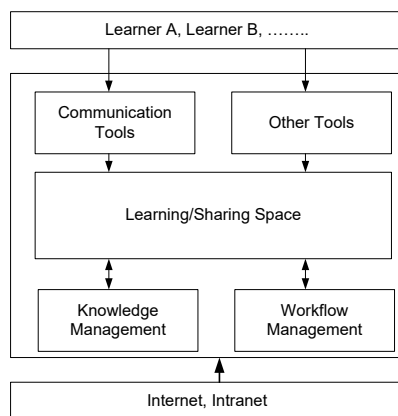 Learner A, Learner B, ……..
Communication
Tools
Other Tools
Learning/Sharing Space
Knowledge
Management
Workflow
Management
Internet, Intranet